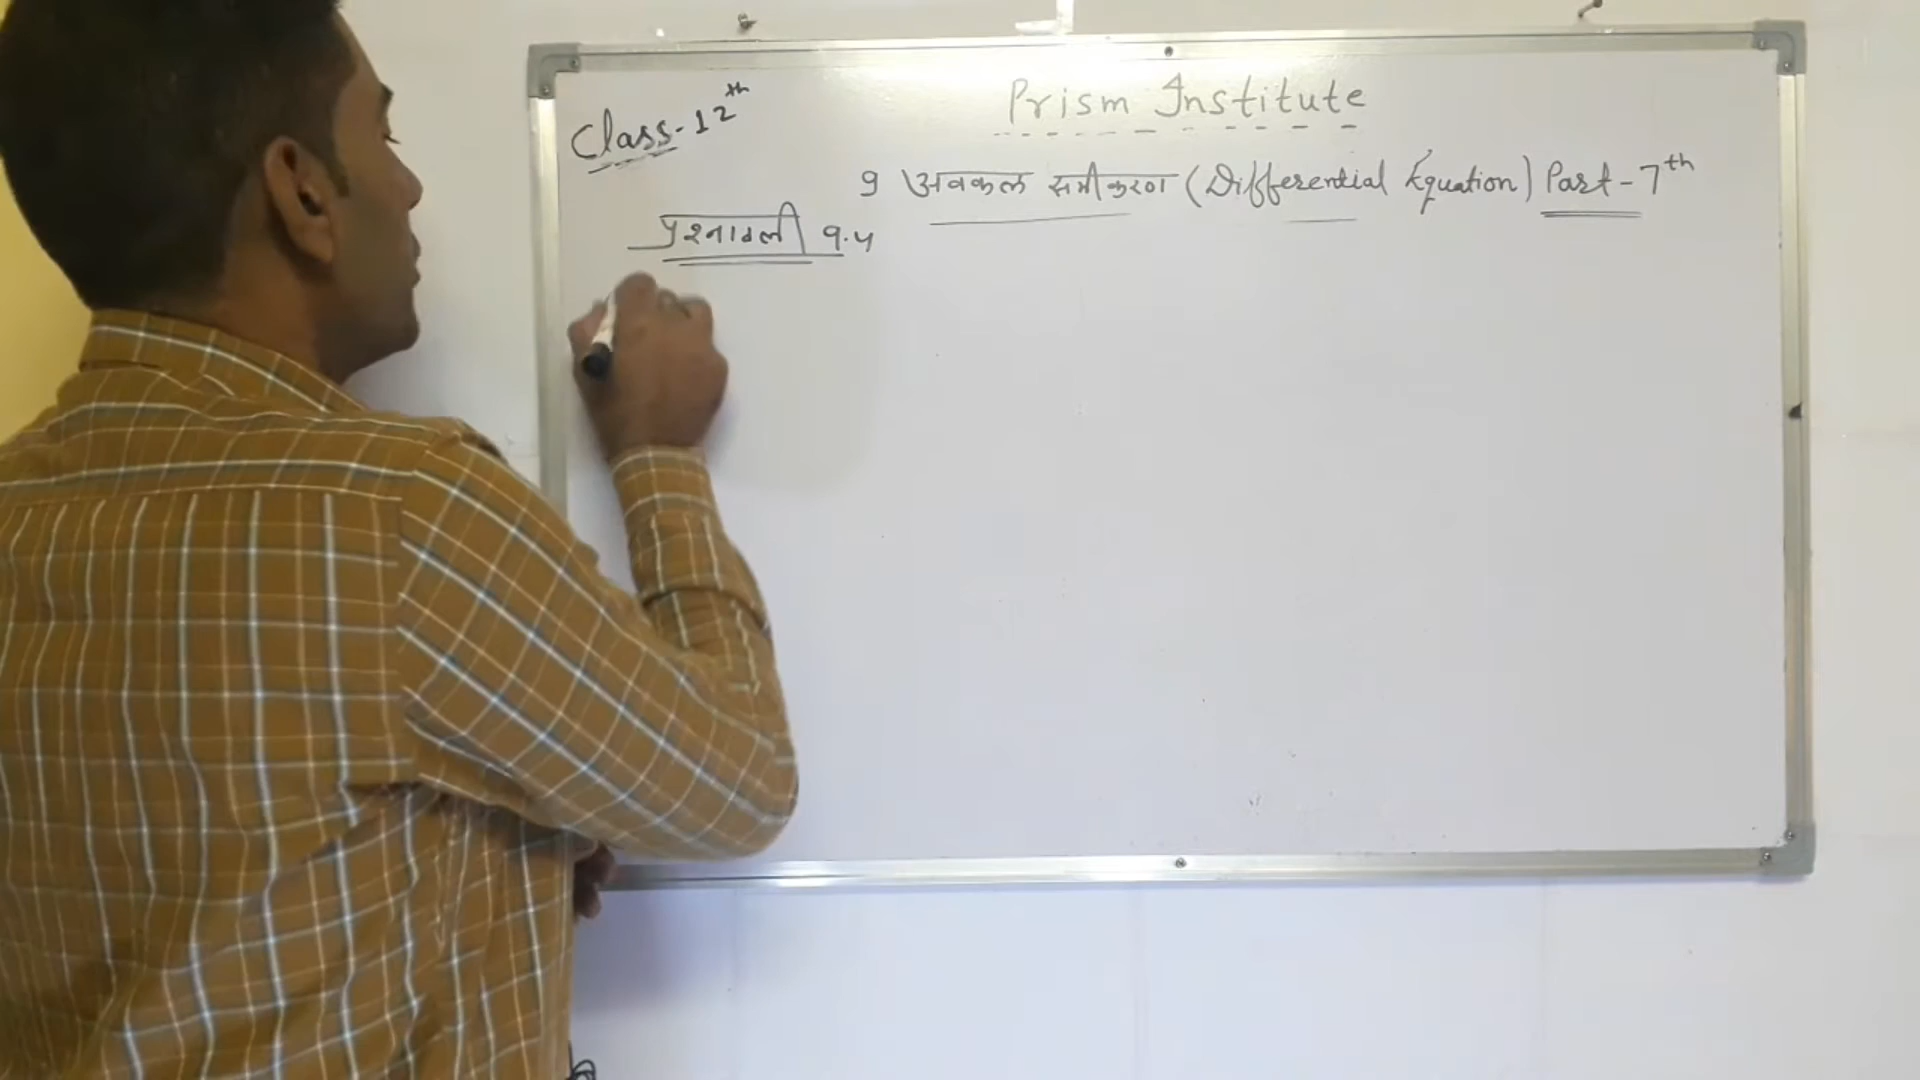 Prism Institute
Class-12th
9 अवकल समीकरण (Differential Equation) Part-7th
प्रश्नावली 9.4